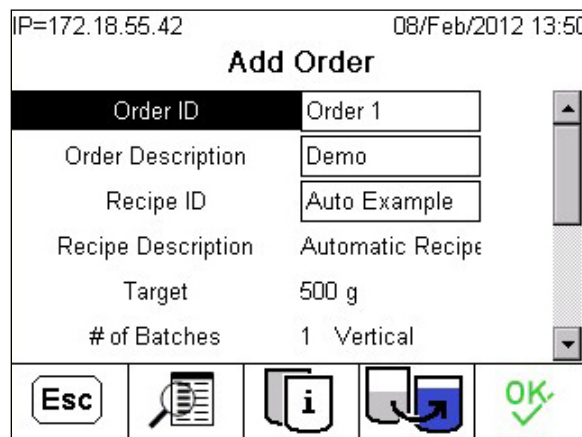 IP=172.18.55.42 08/Feb/2012 13:50
Add Order
Order ID Order 1
Order Description Demo
Recipe ID Auto Example
Recipe Description Automatic Recipe
Target 500 g
# of Batches 1 Vertical
Esc i OK